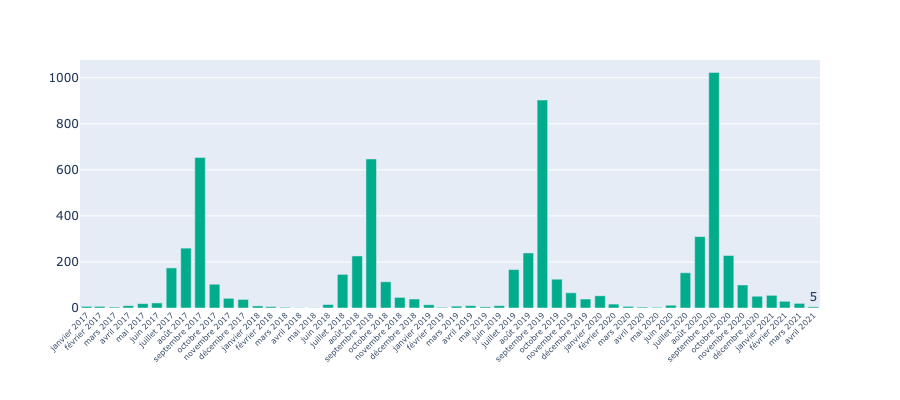 1000
800
600
400
200
0
5
janvier 2017
février 2017
mars 2017
avril 2017
mai 2017
juin 2017
juillet 2017
août 2017
septembre 2017
octobre 2017
novembre 2017
décembre 2017
janvier 2018
février 2018
mars 2018
avril 2018
mai 2018
juin 2018
juillet 2018
août 2018
septembre 2018
octobre 2018
novembre 2018
décembre 2018
janvier 2019
février 2019
mars 2019
avril 2019
mai 2019
juin 2019
juillet 2019
août 2019
septembre 2019
octobre 2019
novembre 2019
décembre 2019
janvier 2020
février 2020
mars 2020
avril 2020
mai 2020
juin 2020
juillet 2020
août 2020
septembre 2020
octobre 2020
novembre 2020
décembre 2020
janvier 2021
février 2021
mars 2021
avril 2021